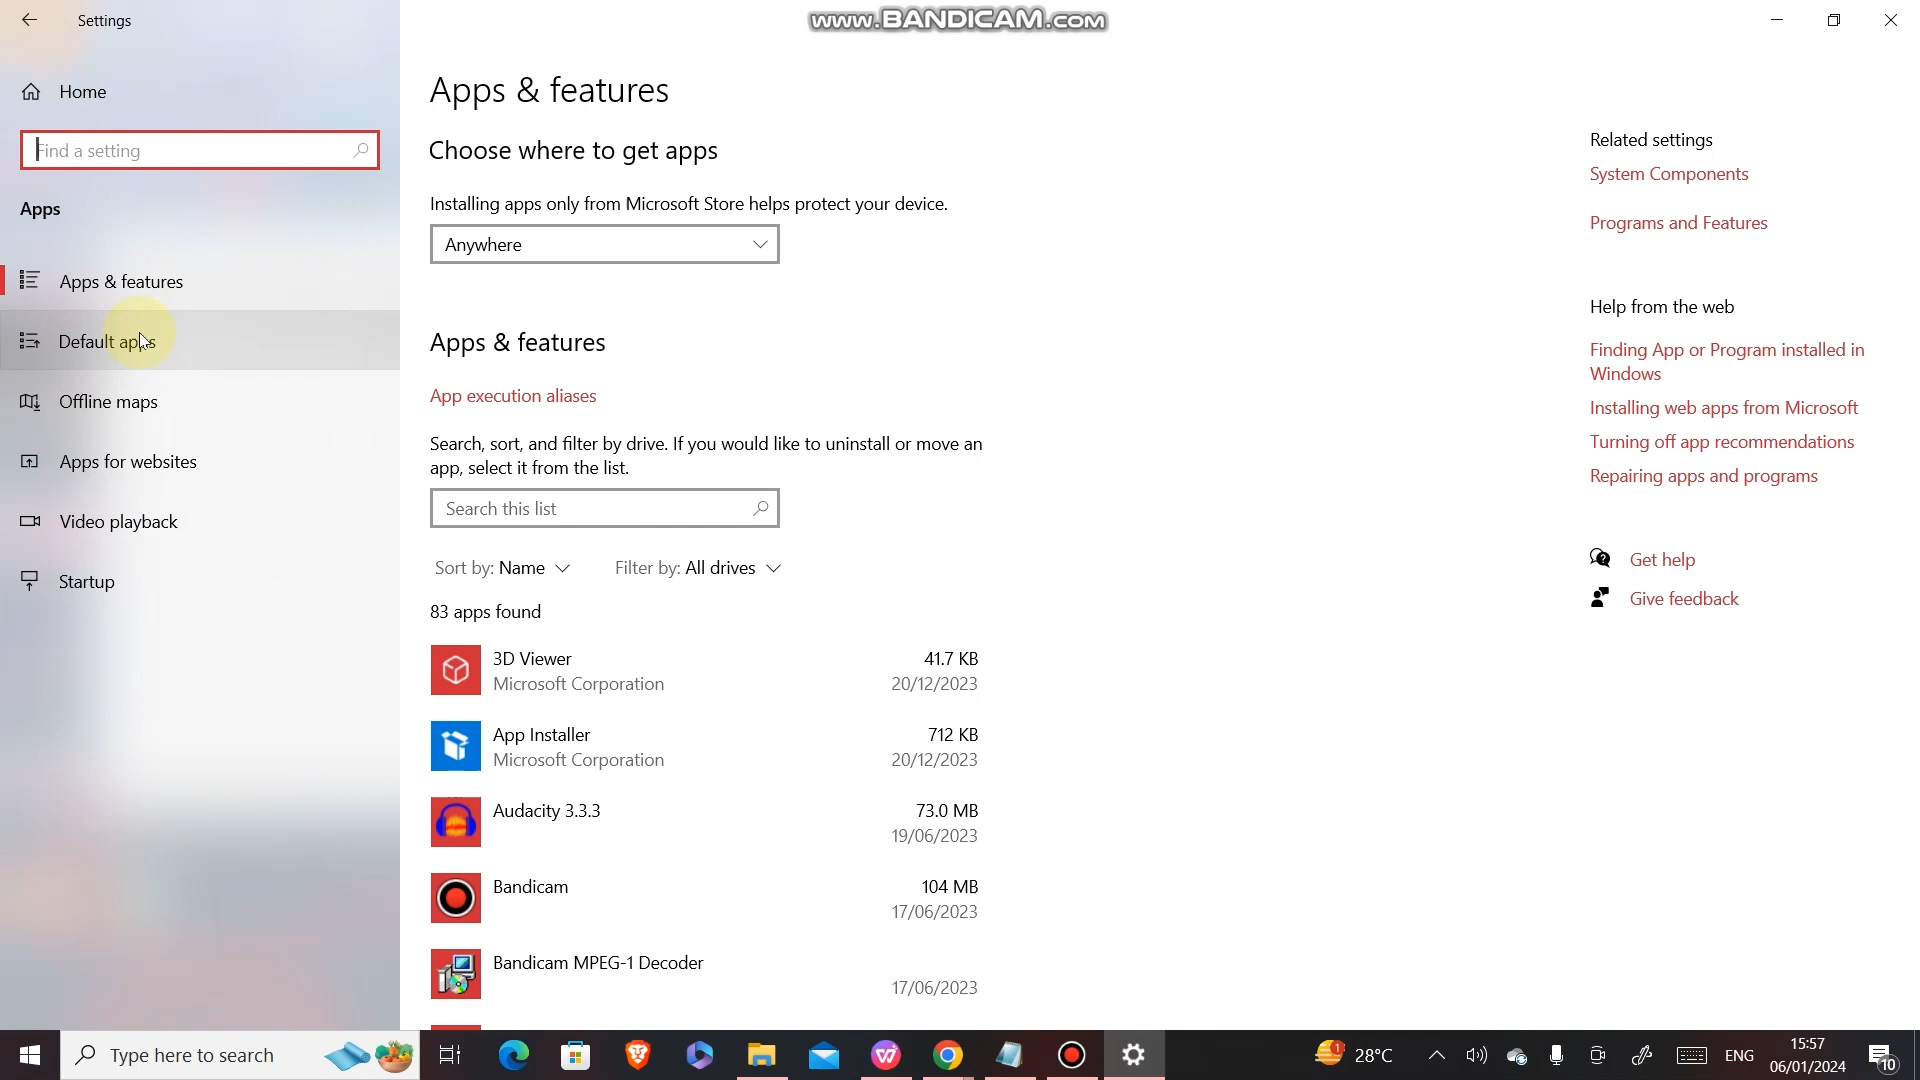 Settings
www.BANDICAM.com
Home
Find a setting
Apps
Apps & features
Default apps
Offline maps
Apps for websites
Video playback
Startup
Apps & features
Choose where to get apps
Installing apps only from Microsoft Store helps protect your device.
Anywhere
Apps & features
App execution aliases
Search, sort, and filter by drive. If you would like to uninstall or move an
app, select it from the list.
Search this list
Sort by: Name
Filter by: All drives
83 apps found
3D Viewer
41.7 KB
Microsoft Corporation
20/12/2023
App Installer
712 KB
Microsoft Corporation
20/12/2023
Audacity 3.3.3
73.0 MB
19/06/2023
Bandicam
104 MB
17/06/2023
Bandicam MPEG-1 Decoder
17/06/2023
Related settings
System Components
Programs and Features
Help from the web
Finding App or Program installed in
Windows
Installing web apps from Microsoft
Turning off app recommendations
Repairing apps and programs
Get help
Give feedback
Type here to search
1
28°C
ENG
15:57
06/01/2024
10